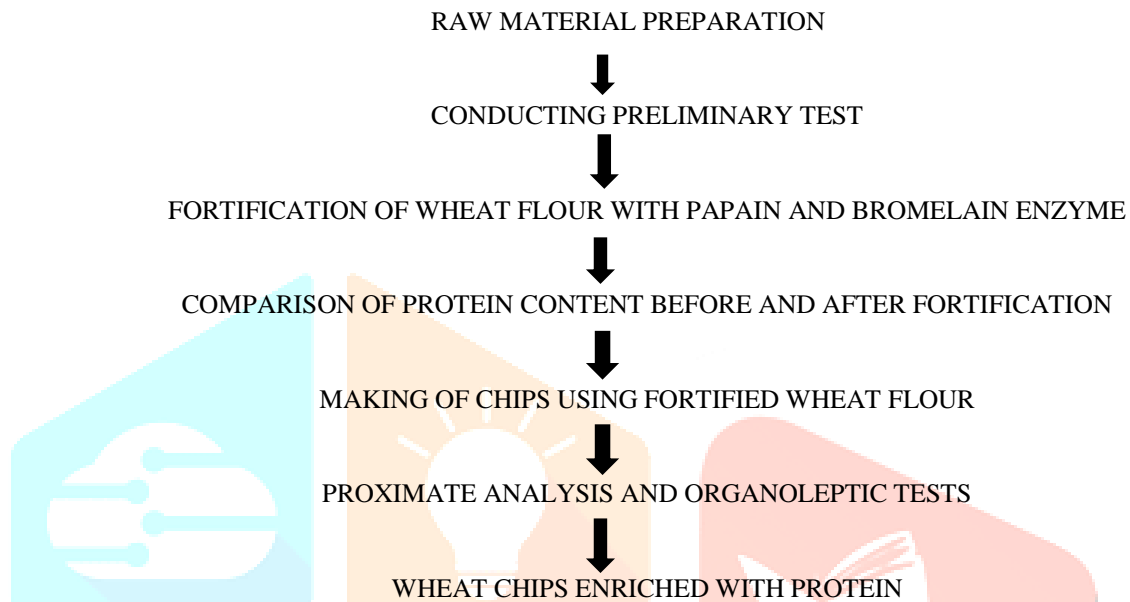 RAW MATERIAL PREPARATION
CONDUCTING PRELIMINARY TEST
FORTIFICATION OF WHEAT FLOUR WITH PAPAIN AND BROMELAIN ENZYME
COMPARISON OF PROTEIN CONTENT BEFORE AND AFTER FORTIFICATION
MAKING OF CHIPS USING FORTIFIED WHEAT FLOUR
PROXIMATE ANALYSIS AND ORGANOLEPTIC TESTS
WHEAT CHIPS ENRICHED WITH PROTEIN